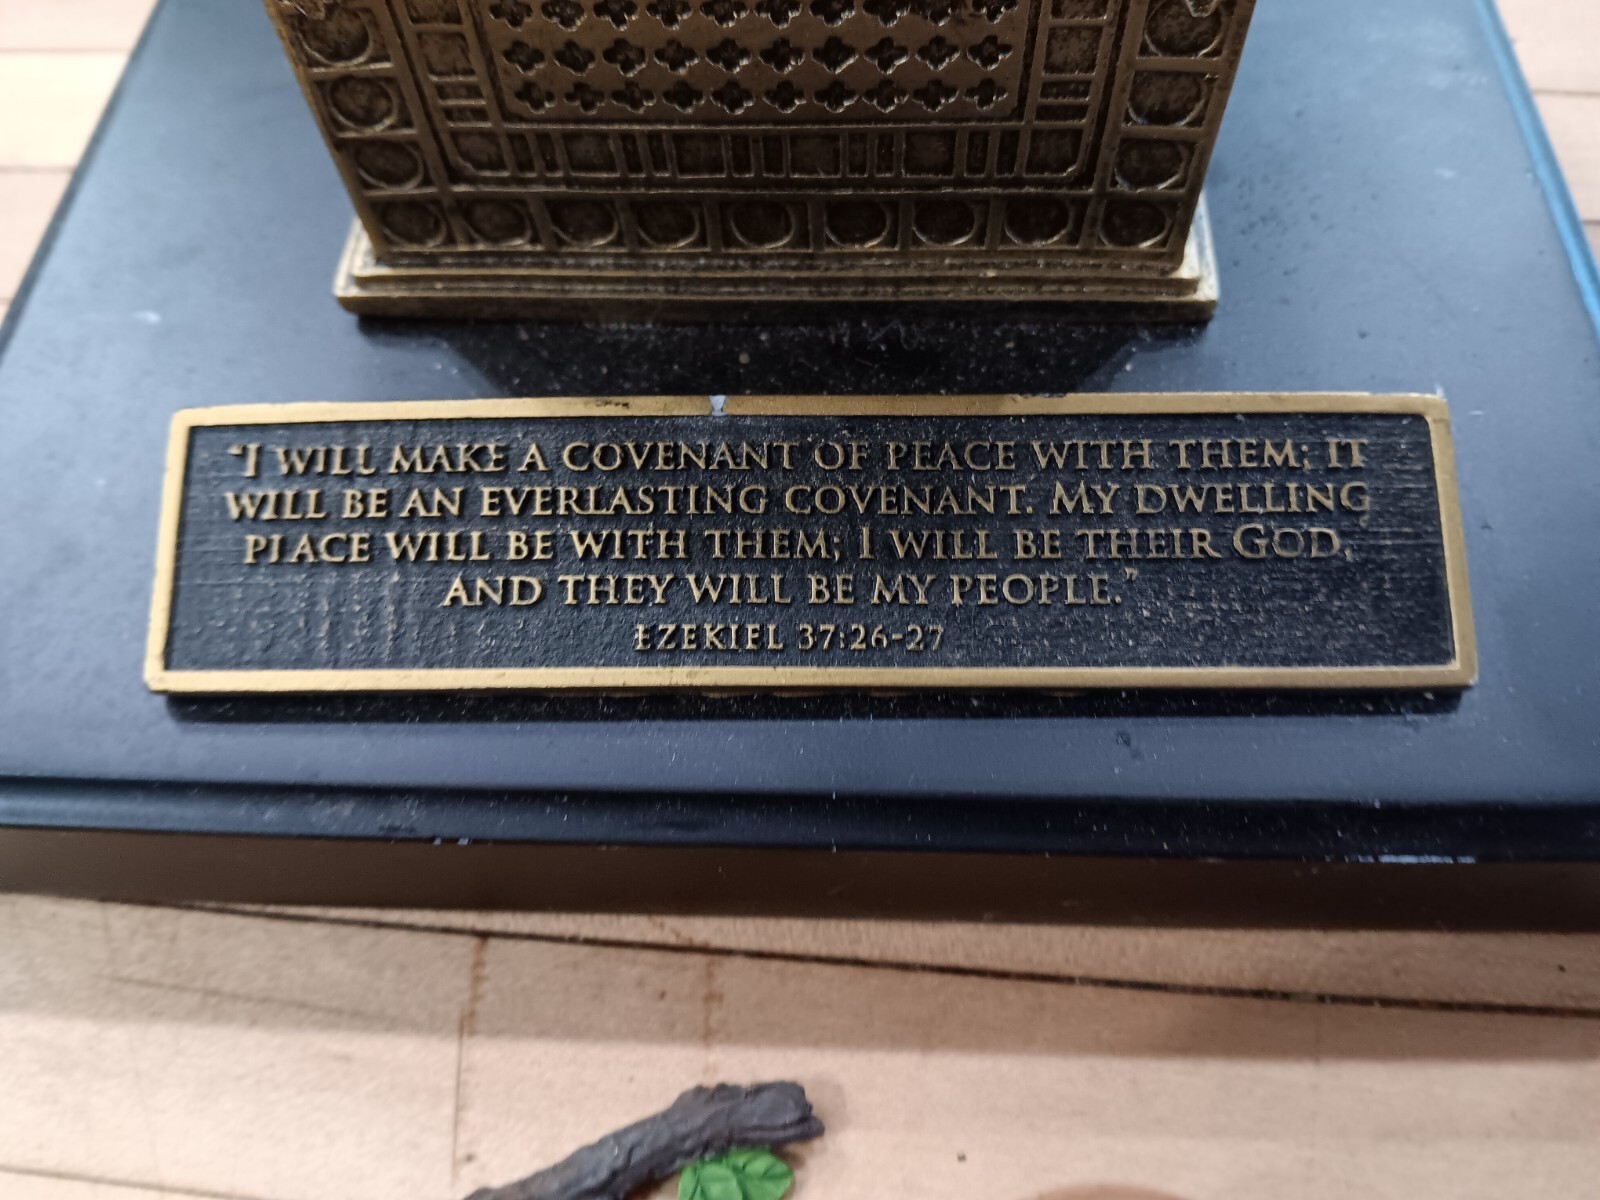 “I WILL MAKE A COVENANT OF PEACE WITH THEM; IT
WILL BE AN EVERLASTING COVENANT. MY DWELLING
PLACE WILL BE WITH THEM; I WILL BE THEIR GOD,
AND THEY WILL BE MY PEOPLE.”
EZEKIEL 37:26-27